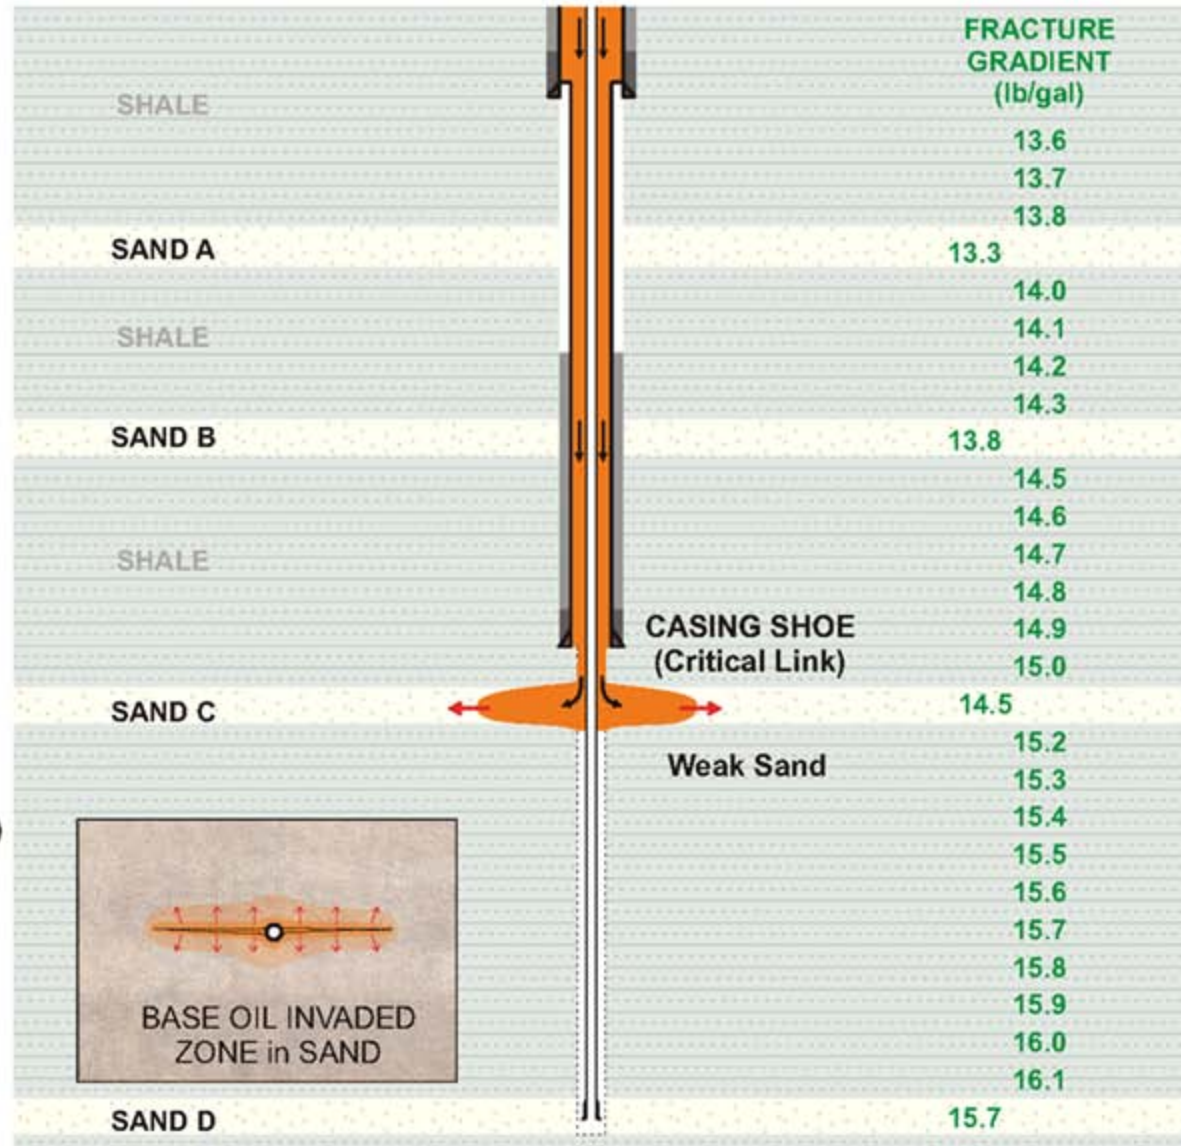 FRACTURE
GRADIENT
(lb/gal)
SHALE
13.6
13.7
13.8
SAND A
13.3
14.0
14.1
SHALE
14.2
14.3
SAND B
13.8
14.5
14.6
14.7
SHALE
14.8
14.9
CASING SHOE
(Critical Link)
15.0
SAND C
14.5
15.2
Weak Sand
15.3
15.4
15.5
15.6
15.7
15.8
15.9
BASE OIL INVADED
ZONE in SAND
16.0
16.1
SAND D
15.7